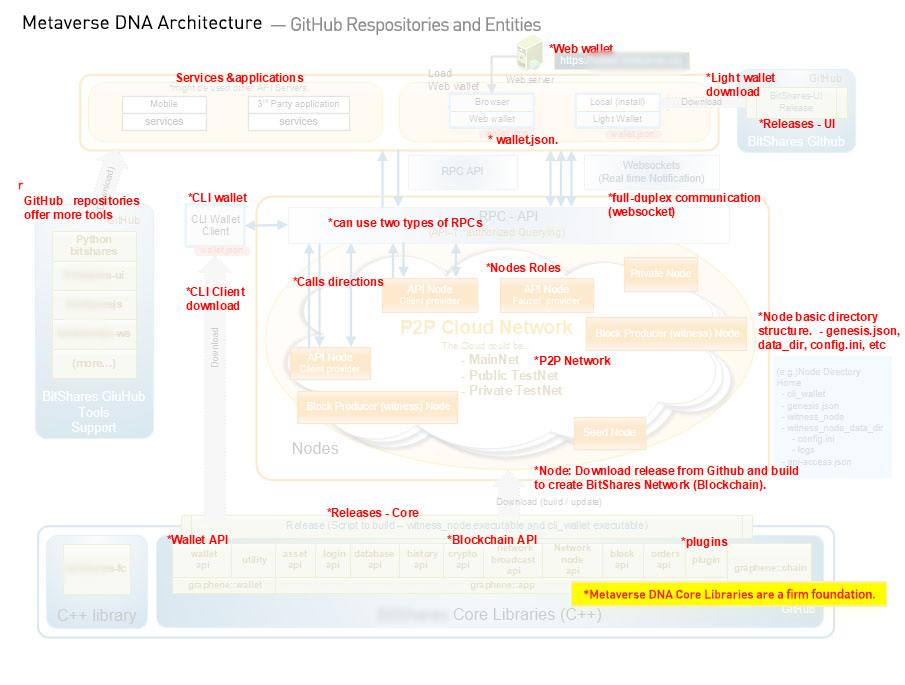 Metaverse DNA Architecture — GitHub Respositories and Entities
*Web wallet
https:
Load
Web wallet
Web server
Services &applications
*might be used other API Servers.
Mobile
services
3rd Party application
services
Browser
Web wallet
wallet.json
Local (install)
Light Wallet
wallet.json
*Light wallet
download
Download
GitHub
BitShares-UI
Release
*Releases - UI
BitShares Github
* wallet.json.
RPC API
Websockets
(Real time Notification)
r
GitHub repositories
offer more tools
GitHub
Python
bitshares
-ui
js
-ws
(more...)
BitShares GiuHub
Tools
Support
*CLI wallet
CLI Wallet
Client
wallet.json
*CLI Client
download
Download
*full-duplex communication
(websocket)
RPC - API
*can use two types of RPCs
(API-1, authorized Querying)
*Calls directions
*Nodes Roles
API Node
Client provider
API Node
Faucet provider
Private Node
P2P Cloud Network
Block Producer (witness) Node
The Cloud could be..
- MainNet
- Public TestNet
- Private TestNet
*P2P Network
API Node
Client provider
Block Producer (witness) Node
Seed Node
Nodes
*Node basic directory
structure. - genesis.json,
data_dir, config.ini, etc
(e.g.)Node Directory
Home
- cli_wallet
- genesis.json
- witness_node
- witness_node_data_dir
- config.ini
- logs
- api-access.json
*Node: Download release from Github and build
to create BitShares Network (Blockchain).
Download (build / update)
*Releases - Core
Release (Script to build -- witness_node executable and cli_wallet executable)
*Wallet API
*Blockchain API
*plugins
wallet
api
utility
asset
api
login
api
database
api
history
api
crypto
api
network
broadcast
api
Network
node
api
block
api
orders
api
plugin
graphene::chain
graphene::wallet
graphene::app
*Metaverse DNA Core Libraries are a firm foundation.
GitHub
-fc
C++ library
Core Libraries (C++)